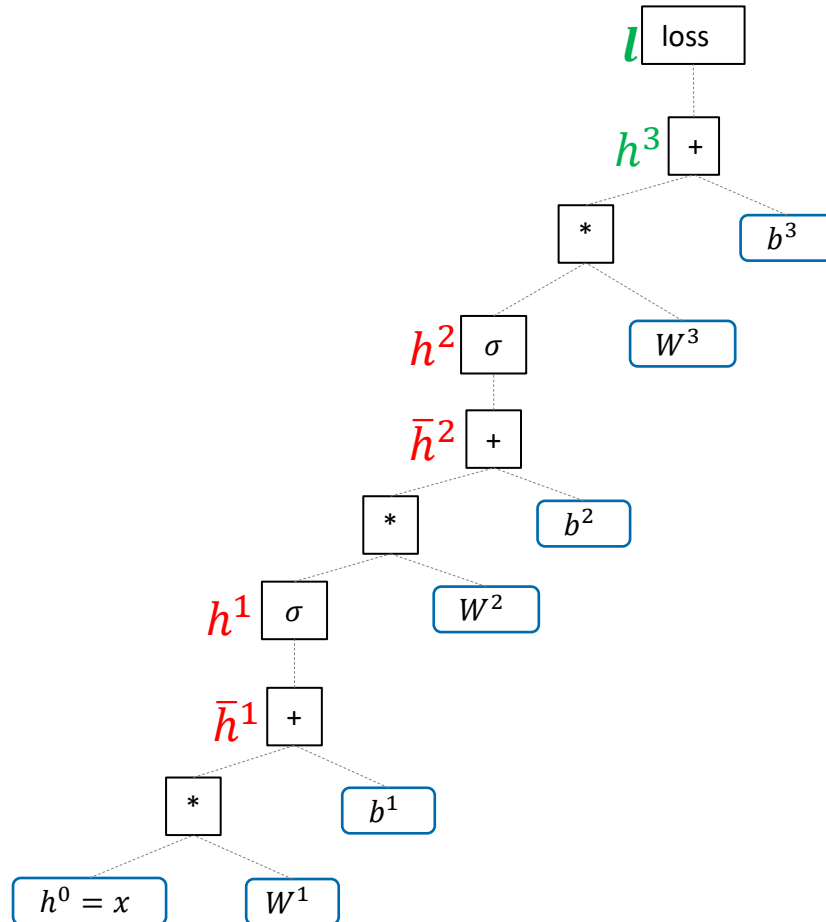 l loss
h³ +
* b³
h² σ W³
h̄² +
* b²
h¹ σ W²
h̄¹ +
* b¹
h⁰ = x W¹